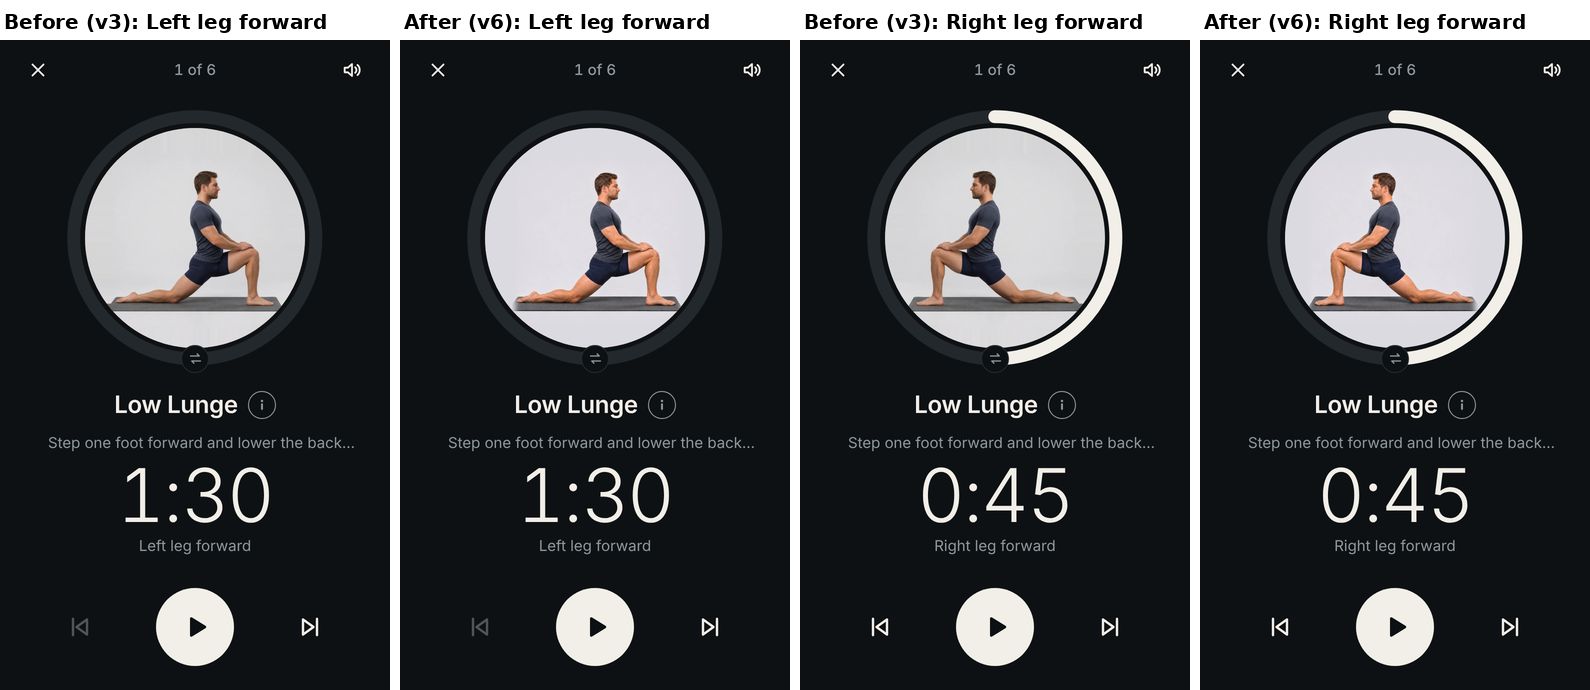 Before (v3): Left leg forward
1 of 6
Low Lunge
i
Step one foot forward and lower the back...
1:30
Left leg forward
After (v6): Left leg forward
1 of 6
Low Lunge
i
Step one foot forward and lower the back...
1:30
Left leg forward
Before (v3): Right leg forward
1 of 6
Low Lunge
i
Step one foot forward and lower the back...
0:45
Right leg forward
After (v6): Right leg forward
1 of 6
Low Lunge
i
Step one foot forward and lower the back...
0:45
Right leg forward